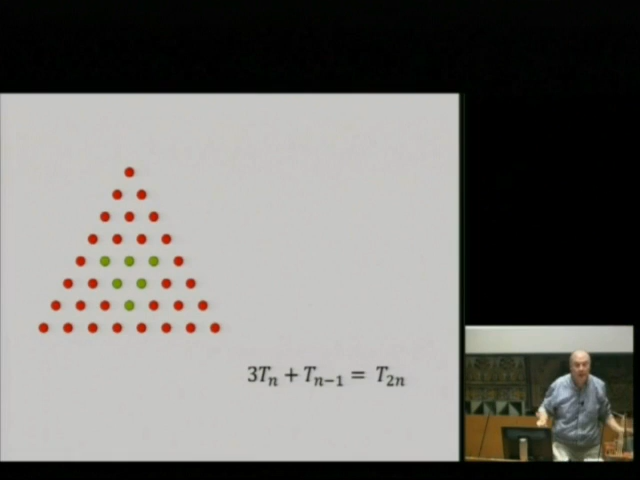 3Tₙ + Tₙ₋₁ = T₂ₙ